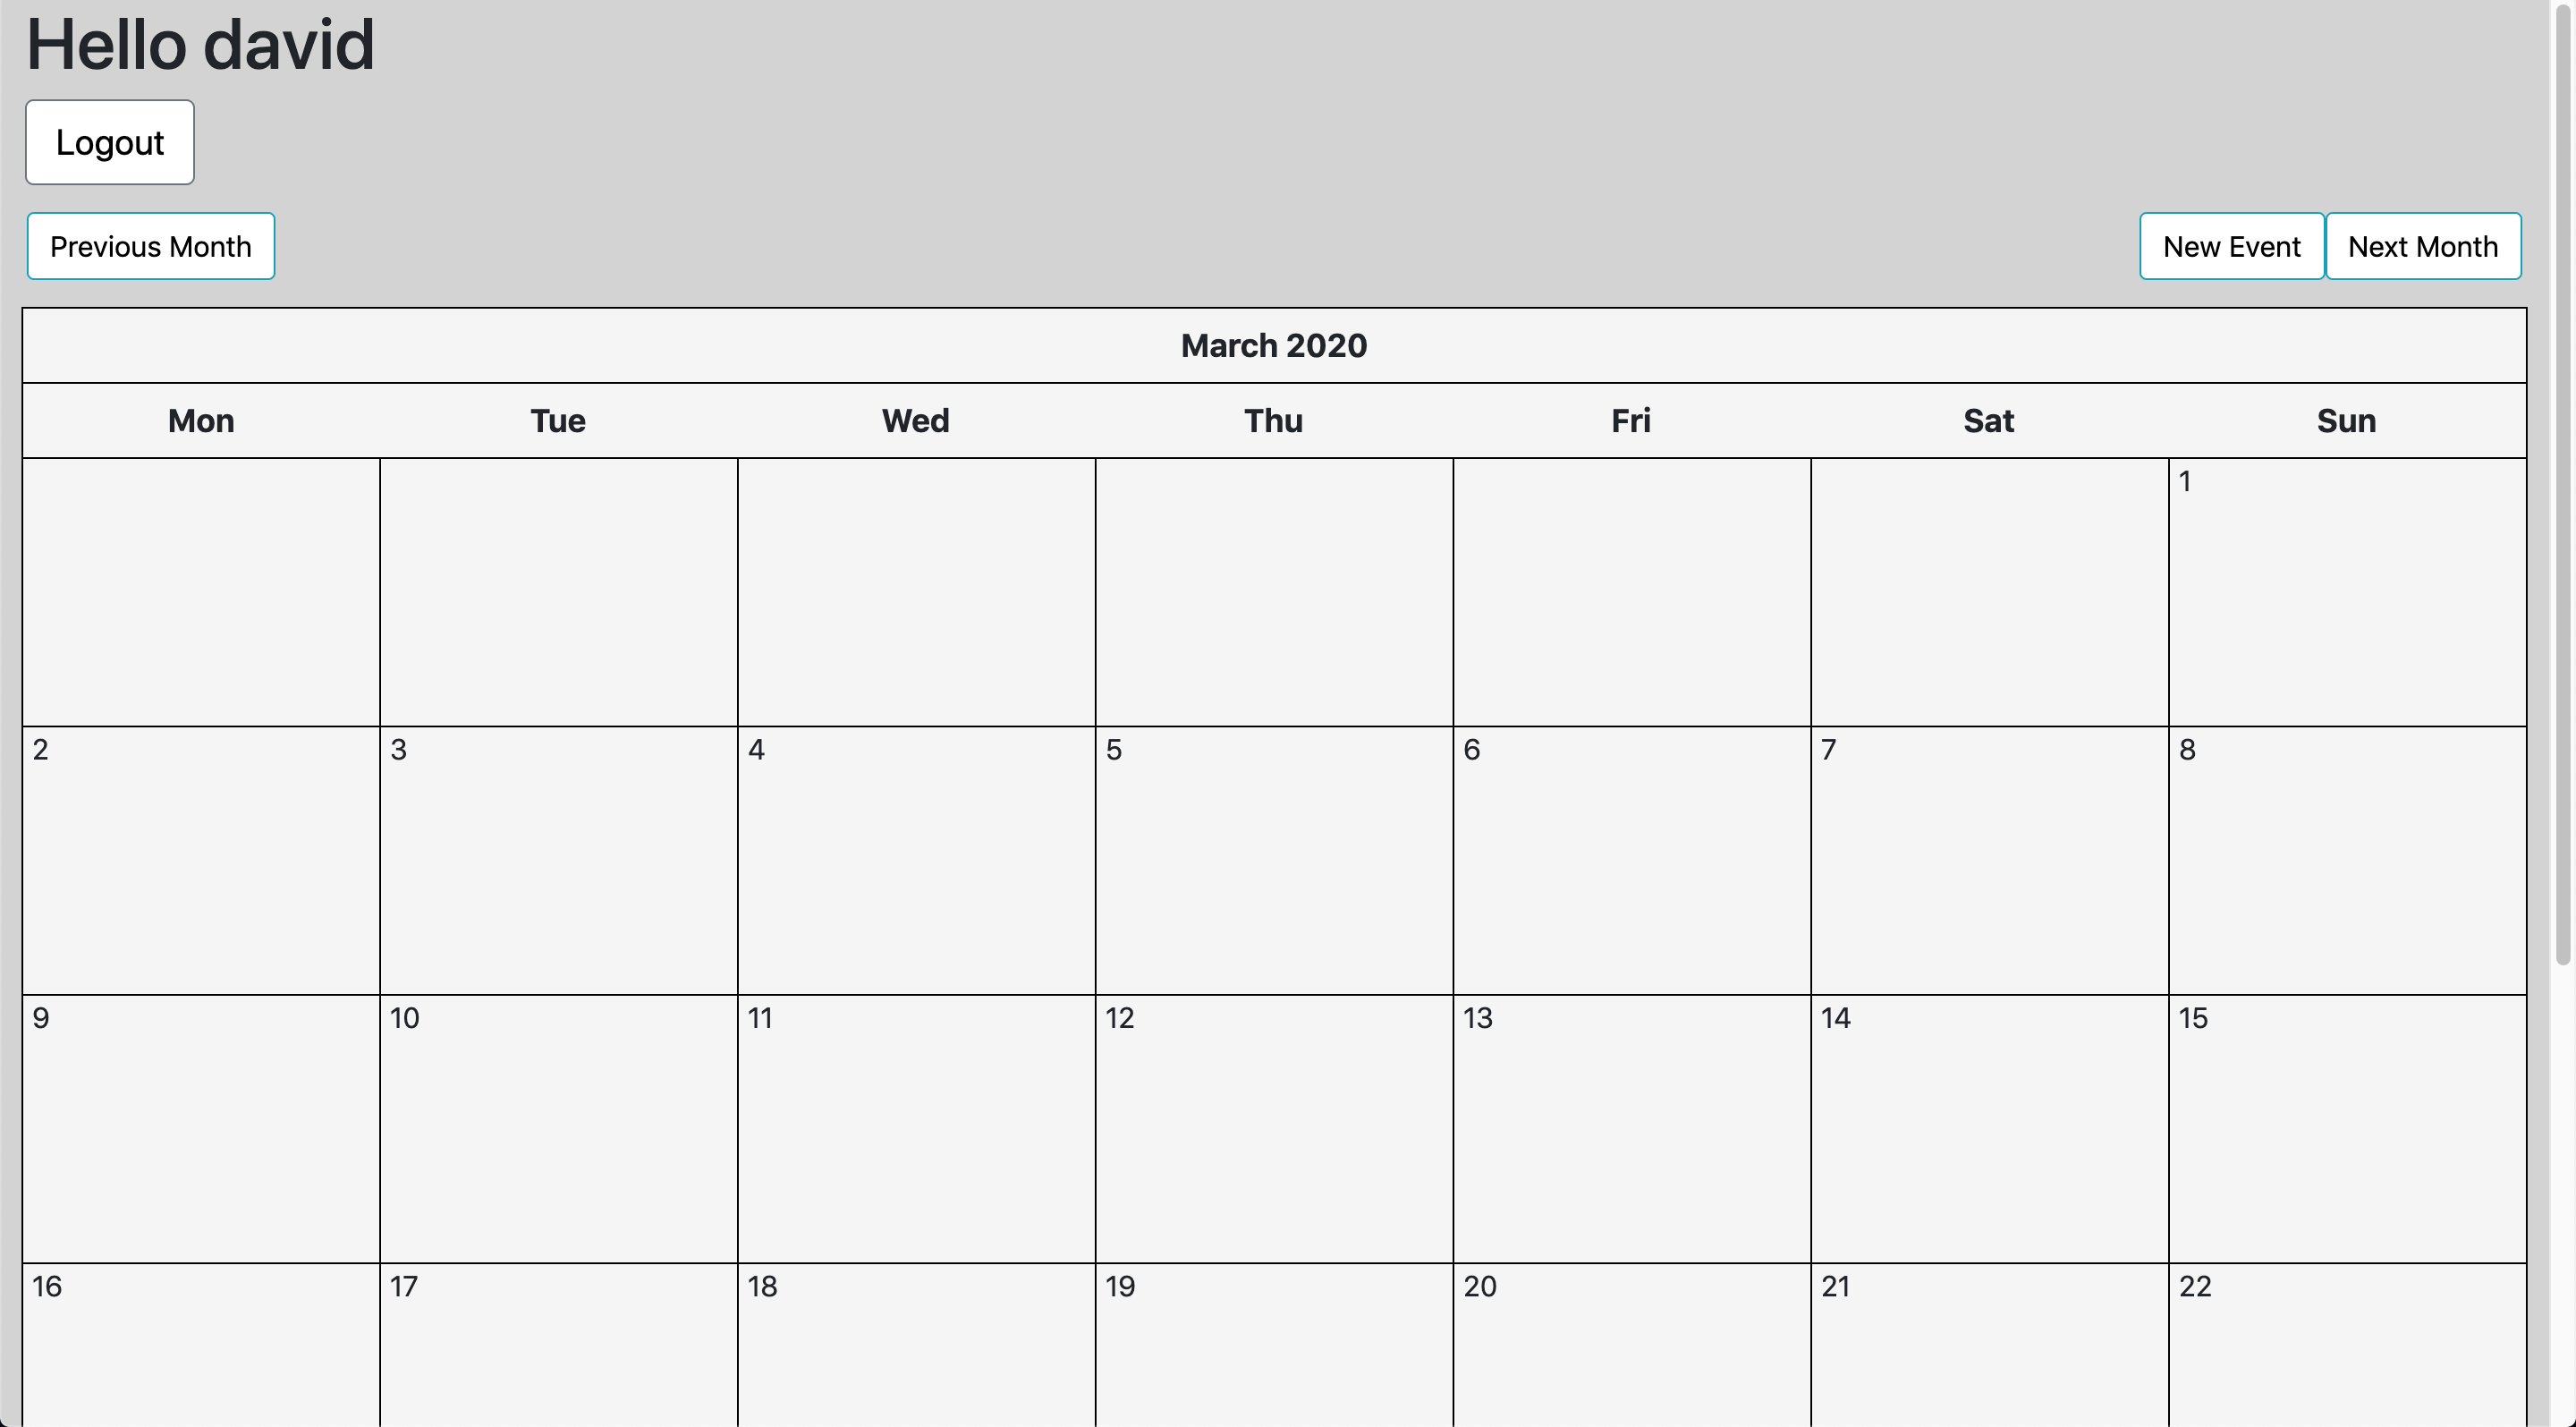 Hello david
Logout
Previous Month New Event Next Month
March 2020
Mon Tue Wed Thu Fri Sat Sun
1
2 3 4 5 6 7 8
9 10 11 12 13 14 15
16 17 18 19 20 21 22